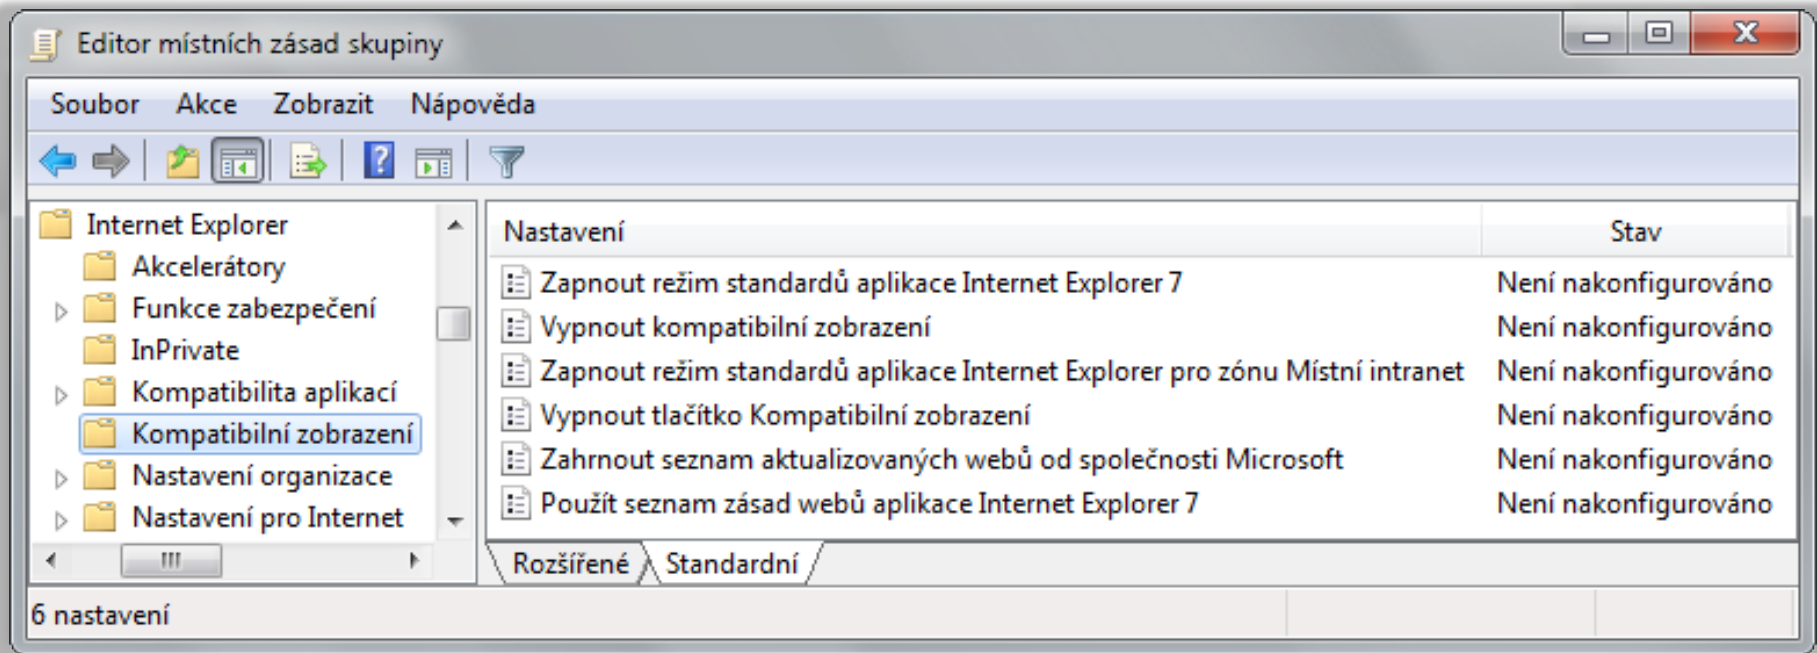 Editor místních zásad skupiny
Soubor Akce Zobrazit Nápověda
Internet Explorer
Akcelerátory
Funkce zabezpečení
InPrivate
Kompatibilita aplikací
Kompatibilní zobrazení
Nastavení organizace
Nastavení pro Internet
Nastavení Stav
Zapnout režim standardů aplikace Internet Explorer 7 Není nakonfigurováno
Vypnout kompatibilní zobrazení Není nakonfigurováno
Zapnout režim standardů aplikace Internet Explorer pro zónu Místní intranet Není nakonfigurováno
Vypnout tlačítko Kompatibilní zobrazení Není nakonfigurováno
Zahrnout seznam aktualizovaných webů od společnosti Microsoft Není nakonfigurováno
Použít seznam zásad webů aplikace Internet Explorer 7 Není nakonfigurováno
Rozšířené Standardní
6 nastavení